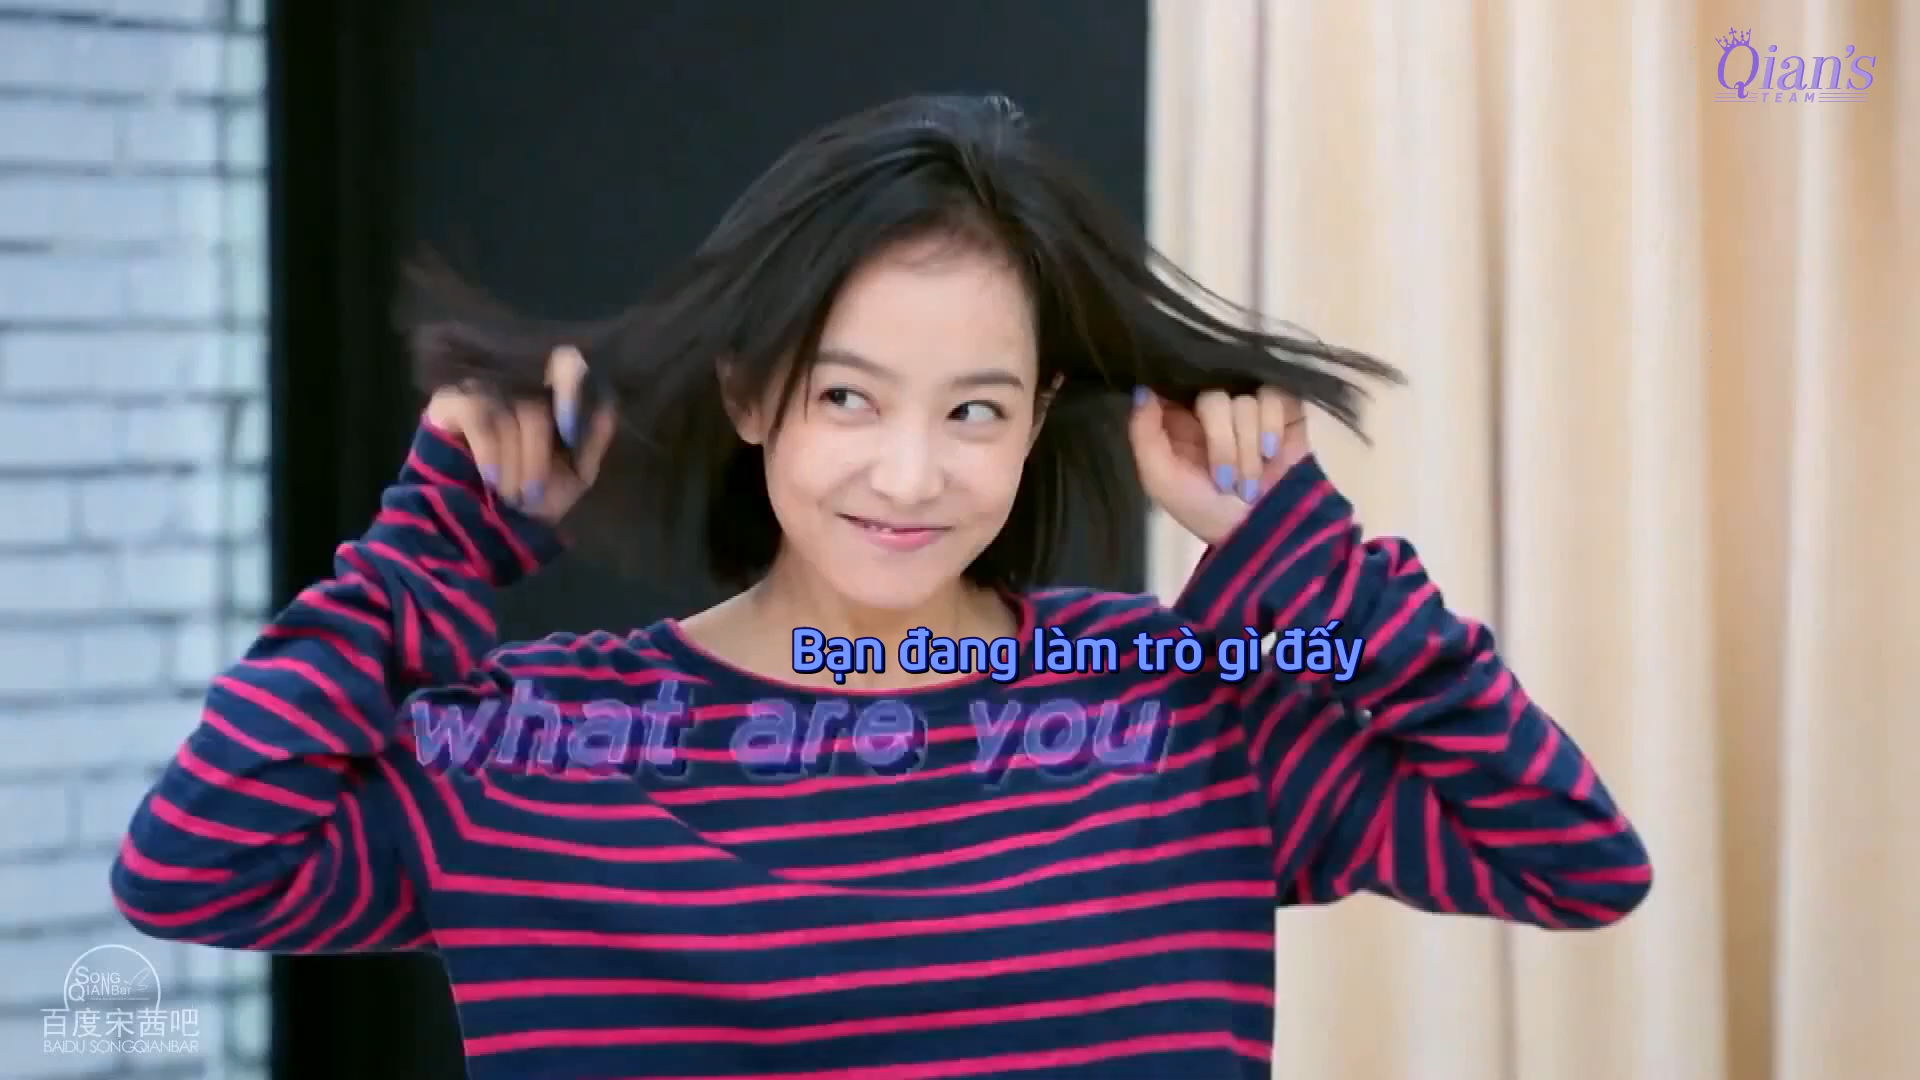 Qian's
TEAM
Bạn đang làm trò gì đấy
what are you
SONG
QIANBar
百度宋茜吧
BAIDU SONGQIANBAR